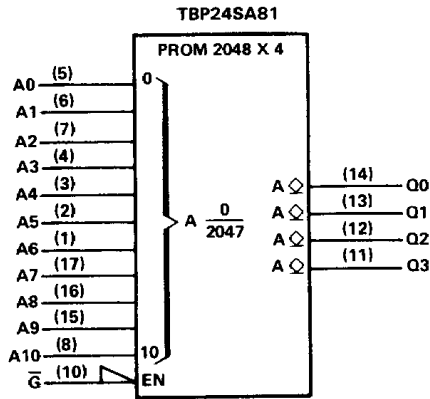 TBP24SA81
PROM 2048 X 4
A0 (5) 0
A1 (6)
A2 (7)
A3 (4)
A4 (3)
A5 (2)
A6 (1)
A7 (17)
A8 (16)
A9 (15)
A10 (8) 10
G̅ (10) EN
A 0
2047
A (14) Q0
A (13) Q1
A (12) Q2
A (11) Q3